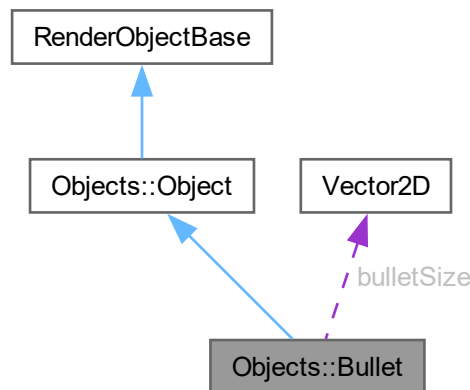 RenderObjectBase
Objects::Object
Vector2D
bulletSize
Objects::Bullet